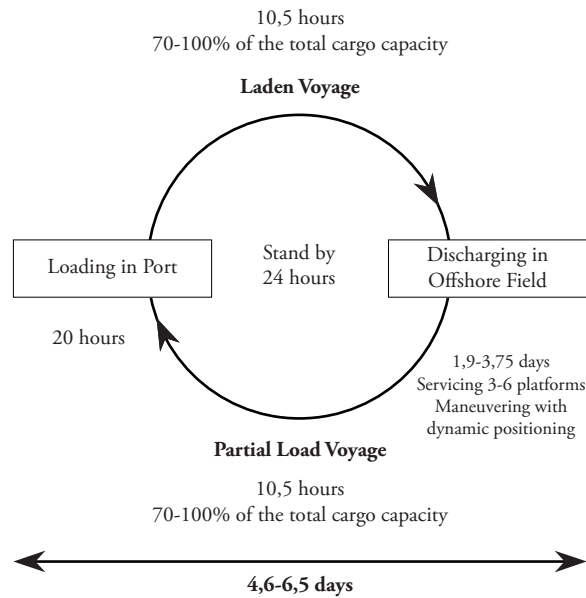 10,5 hours
70-100% of the total cargo capacity
Laden Voyage
Loading in Port
Stand by
24 hours
Discharging in
Offshore Field
20 hours
1,9-3,75 days
Servicing 3-6 platforms
Maneuvering with
dynamic positioning
Partial Load Voyage
10,5 hours
70-100% of the total cargo capacity
4,6-6,5 days